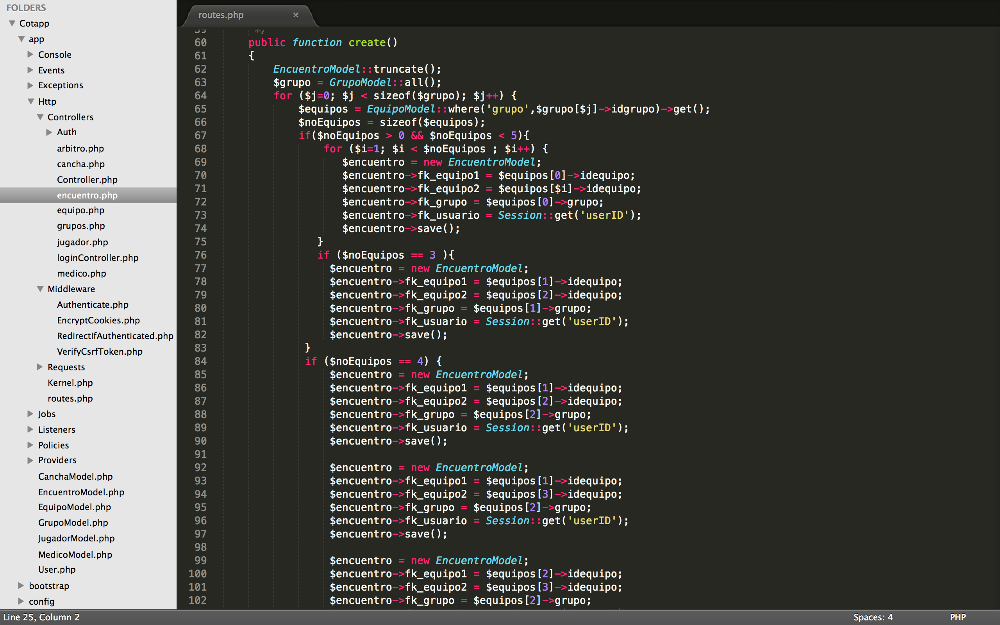 FOLDERS
Cotapp
app
Console
Events
Exceptions
Http
Controllers
Auth
arbitro.php
cancha.php
Controller.php
encuentro.php
equipo.php
grupos.php
jugador.php
loginController.php
medico.php
Middleware
Authenticate.php
EncryptCookies.php
RedirectIfAuthenticated.php
VerifyCsrfToken.php
Requests
Kernel.php
routes.php
Jobs
Listeners
Policies
Providers
CanchaModel.php
EncuentroModel.php
EquipoModel.php
GrupoModel.php
JugadorModel.php
MedicoModel.php
User.php
bootstrap
config
routes.php ×
59 */
60 public function create()
61 {
62 EncuentroModel::truncate();
63 $grupo = GrupoModel::all();
64 for ($j=0; $j < sizeof($grupo); $j++) {
65 $equipos = EquipoModel::where('grupo',$grupo[$j]->idgrupo)->get();
66 $noEquipos = sizeof($equipos);
67 if($noEquipos > 0 && $noEquipos < 5){
68 for ($i=1; $i < $noEquipos ; $i++) {
69 $encuentro = new EncuentroModel;
70 $encuentro->fk_equipo1 = $equipos[0]->idequipo;
71 $encuentro->fk_equipo2 = $equipos[$i]->idequipo;
72 $encuentro->fk_grupo = $equipos[0]->grupo;
73 $encuentro->fk_usuario = Session::get('userID');
74 $encuentro->save();
75 }
76 if ($noEquipos == 3 ){
77 $encuentro = new EncuentroModel;
78 $encuentro->fk_equipo1 = $equipos[1]->idequipo;
79 $encuentro->fk_equipo2 = $equipos[2]->idequipo;
80 $encuentro->fk_grupo = $equipos[1]->grupo;
81 $encuentro->fk_usuario = Session::get('userID');
82 $encuentro->save();
83 }
84 if ($noEquipos == 4) {
85 $encuentro = new EncuentroModel;
86 $encuentro->fk_equipo1 = $equipos[1]->idequipo;
87 $encuentro->fk_equipo2 = $equipos[2]->idequipo;
88 $encuentro->fk_grupo = $equipos[2]->grupo;
89 $encuentro->fk_usuario = Session::get('userID');
90 $encuentro->save();
91
92 $encuentro = new EncuentroModel;
93 $encuentro->fk_equipo1 = $equipos[1]->idequipo;
94 $encuentro->fk_equipo2 = $equipos[3]->idequipo;
95 $encuentro->fk_grupo = $equipos[2]->grupo;
96 $encuentro->fk_usuario = Session::get('userID');
97 $encuentro->save();
98
99 $encuentro = new EncuentroModel;
100 $encuentro->fk_equipo1 = $equipos[2]->idequipo;
101 $encuentro->fk_equipo2 = $equipos[3]->idequipo;
102 $encuentro->fk_grupo = $equipos[2]->grupo;
Line 25, Column 2
Spaces: 4
PHP